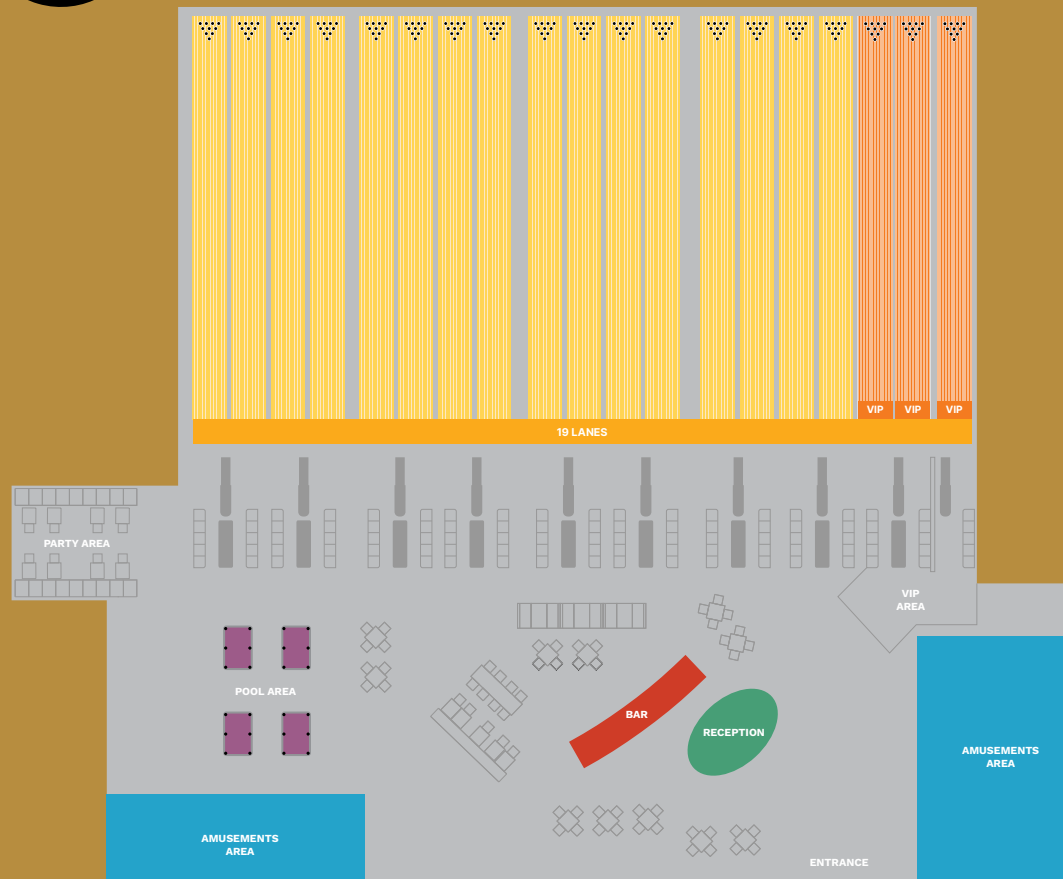 VIP
VIP
VIP
19 LANES
PARTY AREA
VIP
AREA
POOL AREA
BAR
RECEPTION
AMUSEMENTS
AREA
AMUSEMENTS
AREA
ENTRANCE